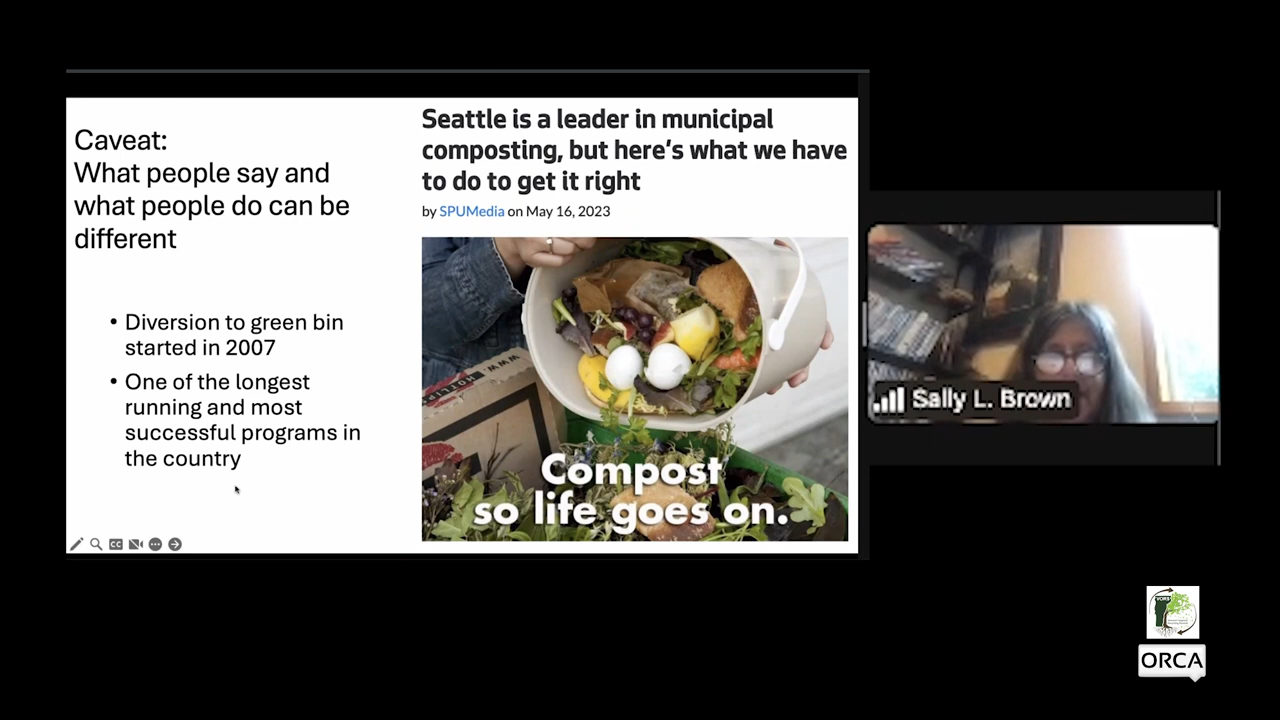 Caveat:
What people say and
what people do can be
different
• Diversion to green bin
started in 2007
• One of the longest
running and most
successful programs in
the country
Seattle is a leader in municipal
composting, but here's what we have
to do to get it right
by SPUMedia on May 16, 2023
WWW.
HOTLIPS
Compost
so life goes on.
CC
Sally L. Brown
ORCA